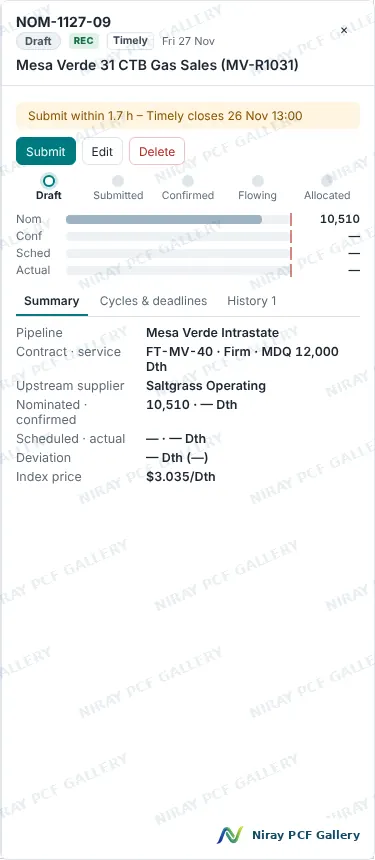 NOM-1127-09
×
Draft REC Timely Fri 27 Nov
Mesa Verde 31 CTB Gas Sales (MV-R1031)
Submit within 1.7 h – Timely closes 26 Nov 13:00
Submit Edit Delete
Draft Submitted Confirmed Flowing Allocated
Nom 10,510
Conf —
Sched —
Actual —
Summary Cycles & deadlines History 1
Pipeline Mesa Verde Intrastate
Contract · service FT-MV-40 · Firm · MDQ 12,000
Dth
Upstream supplier Saltgrass Operating
Nominated · 10,510 · — Dth
confirmed
Scheduled · actual — · — Dth
Deviation — Dth (—)
Index price $3.035/Dth
NIRAY PCF GALLERY
Niray PCF Gallery